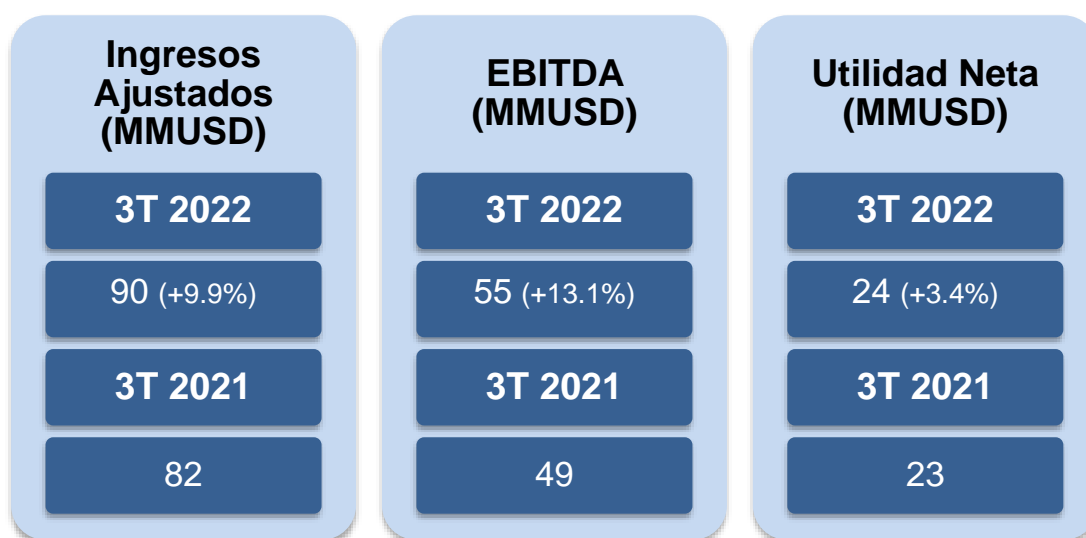 Ingresos
Ajustados
(MMUSD)
3T 2022
90 (+9.9%)
3T 2021
82
EBITDA
(MMUSD)
3T 2022
55 (+13.1%)
3T 2021
49
Utilidad Neta
(MMUSD)
3T 2022
24 (+3.4%)
3T 2021
23